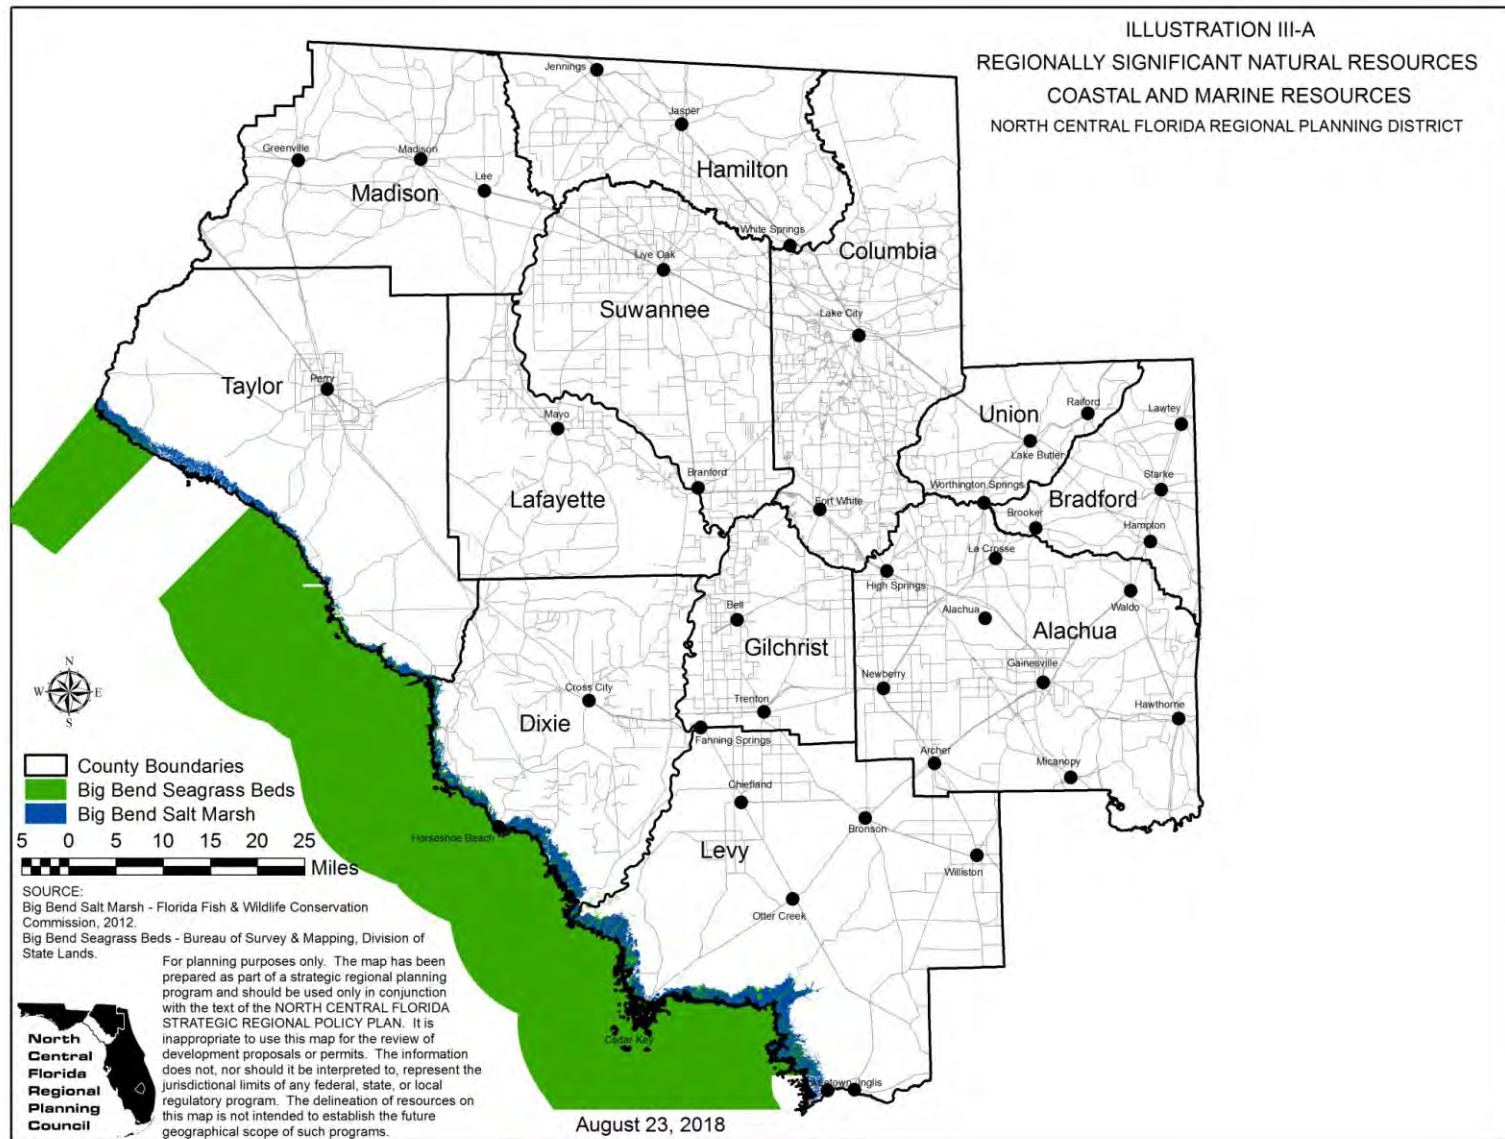 ILLUSTRATION III-A
REGIONALLY SIGNIFICANT NATURAL RESOURCES
COASTAL AND MARINE RESOURCES
NORTH CENTRAL FLORIDA REGIONAL PLANNING DISTRICT
Jennings
Jasper
Greenville
Madison
Hamilton
Lee
Madison
White Springs
Columbia
Live Oak
Suwannee
Lake City
Taylor
Perry
Mayo
Union
Raiford
Lawtey
Lake Butler
Branford
Starke
Worthington Springs
Lafayette
Fort White
Bradford
Brooker
Hampton
La Crosse
High Springs
Bell
Alachua
Waldo
Alachua
Gilchrist
Gainesville
N
W E
S
Newberry
Cross City
Trenton
Hawthorne
Dixie
Fanning Springs
Archer
Micanopy
Chiefland
Bronson
Horseshoe Beach
Levy
Williston
Otter Creek
Cedar Key
Inglis
County Boundaries
Big Bend Seagrass Beds
Big Bend Salt Marsh
5 0 5 10 15 20 25
Miles
SOURCE:
Big Bend Salt Marsh - Florida Fish & Wildlife Conservation
Commission, 2012.
Big Bend Seagrass Beds - Bureau of Survey & Mapping, Division of
State Lands.
For planning purposes only. The map has been
prepared as part of a strategic regional planning
program and should be used only in conjunction
with the text of the NORTH CENTRAL FLORIDA
STRATEGIC REGIONAL POLICY PLAN. It is
inappropriate to use this map for the review of
development proposals or permits. The information
does not, nor should it be interpreted to, represent the
jurisdictional limits of any federal, state, or local
regulatory program. The delineation of resources on
this map is not intended to establish the future
geographical scope of such programs.
North
Central
Florida
Regional
Planning
Council
August 23, 2018